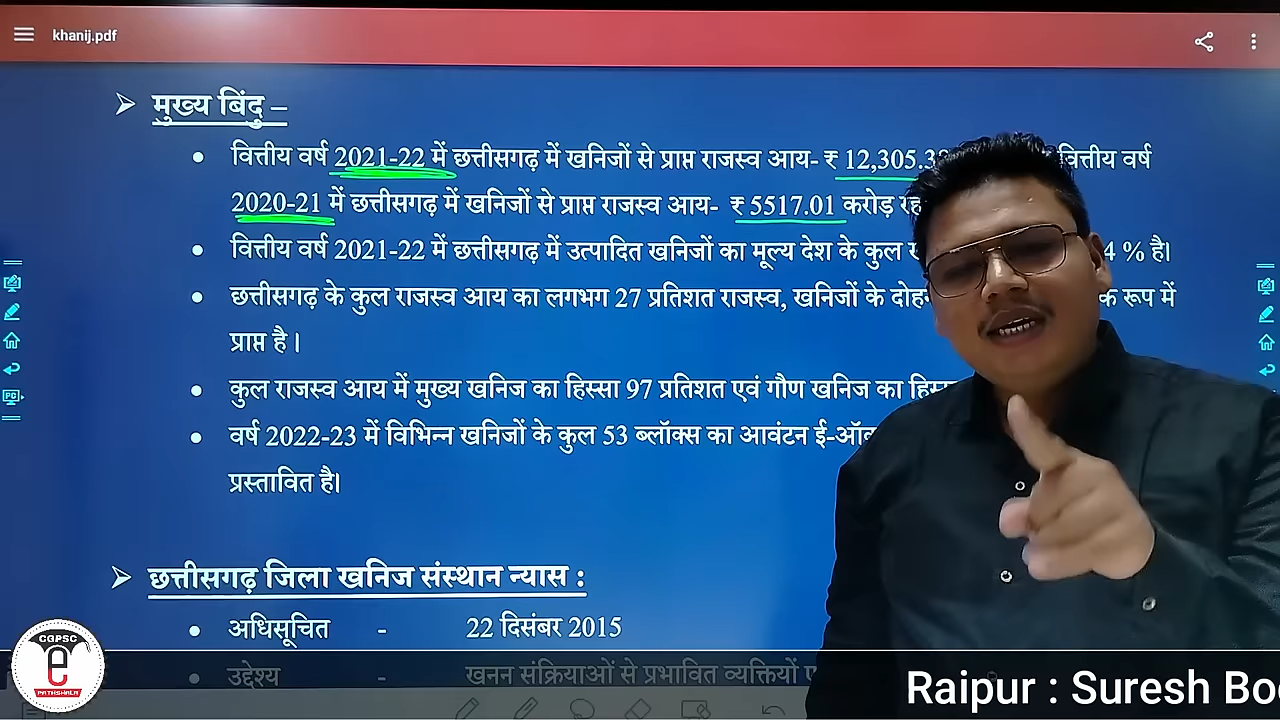 khanij.pdf
➢ मुख्य बिंदु –
• वित्तीय वर्ष 2021-22 में छत्तीसगढ़ में खनिजों से प्राप्त राजस्व आय- ₹ 12,305. वित्तीय वर्ष
2020-21 में छत्तीसगढ़ में खनिजों से प्राप्त राजस्व आय- ₹ 5517.01 करोड़
• वित्तीय वर्ष 2021-22 में छत्तीसगढ़ में उत्पादित खनिजों का मूल्य देश के कुल 4 % है।
• छत्तीसगढ़ के कुल राजस्व आय का लगभग 27 प्रतिशत राजस्व, खनिजों के रूप में
प्राप्त है ।
• कुल राजस्व आय में मुख्य खनिज का हिस्सा 97 प्रतिशत एवं गौण खनिज का
• वर्ष 2022-23 में विभिन्न खनिजों के कुल 53 ब्लॉक्स का आवंटन
प्रस्तावित है।
➢ छत्तीसगढ़ जिला खनिज संस्थान न्यास :
• अधिसूचित - 22 दिसंबर 2015
• उद्देश्य - खनन संक्रियाओं से प्रभावित व्यक्तियों
CGPSC
e
PATHSHALA
Raipur : Suresh